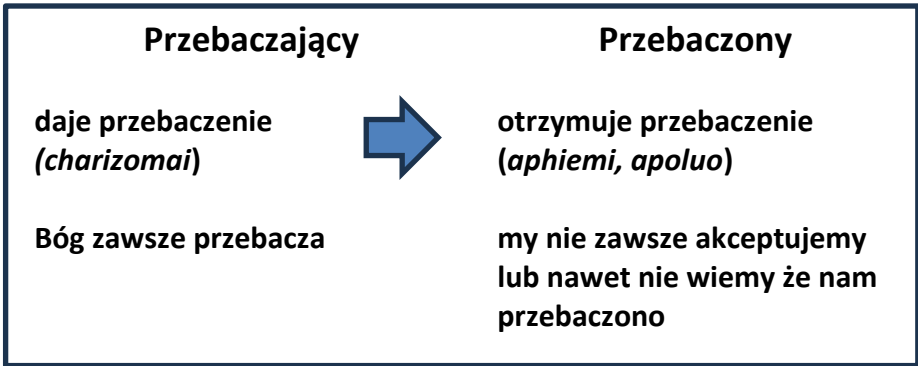 Przebaczający
daje przebaczenie
(charizomai)
Bóg zawsze przebacza
Przebaczony
otrzymuje przebaczenie
(aphiemi, apoluo)
my nie zawsze akceptujemy
lub nawet nie wiemy że nam
przebaczono